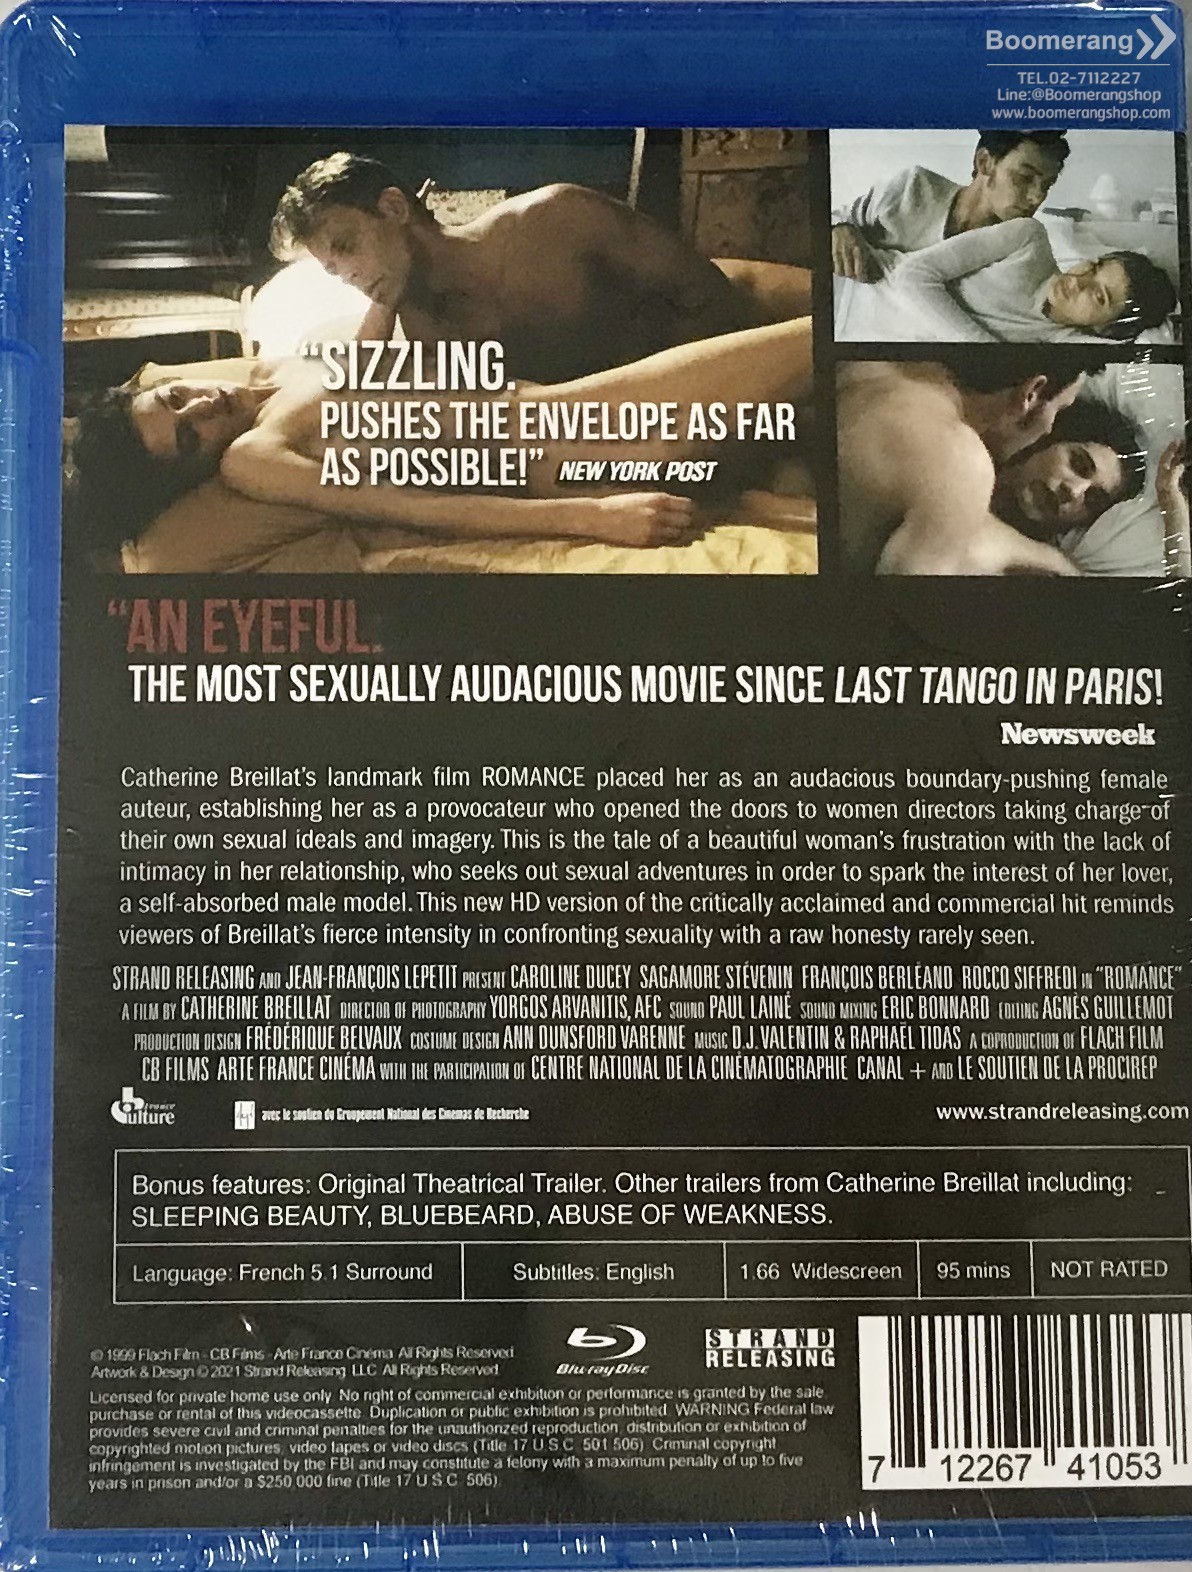 Boomerang
TEL.02-7112227
Line:@Boomerangshop
www.boomerangshop.com
“SIZZLING.
PUSHES THE ENVELOPE AS FAR
AS POSSIBLE!” NEW YORK POST
“AN EYEFUL.
THE MOST SEXUALLY AUDACIOUS MOVIE SINCE LAST TANGO IN PARIS!
Newsweek
Catherine Breillat’s landmark film ROMANCE placed her as an audacious boundary-pushing female
auteur, establishing her as a provocateur who opened the doors to women directors taking charge of
their own sexual ideals and imagery. This is the tale of a beautiful woman’s frustration with the lack of
intimacy in her relationship, who seeks out sexual adventures in order to spark the interest of her lover,
a self-absorbed male model. This new HD version of the critically acclaimed and commercial hit reminds
viewers of Breillat’s fierce intensity in confronting sexuality with a raw honesty rarely seen.
STRAND RELEASING AND JEAN-FRANÇOIS LEPETIT PRESENT CAROLINE DUCEY SAGAMORE STÉVENIN FRANÇOIS BERLÉAND ROCCO SIFFREDI IN “ROMANCE”
A FILM BY CATHERINE BREILLAT DIRECTOR OF PHOTOGRAPHY YORGOS ARVANITIS, AFC SOUND PAUL LAINÉ SOUND MIXING ERIC BONNARD EDITING AGNÈS GUILLEMOT
PRODUCTION DESIGN FRÉDÉRIQUE BELVAUX COSTUME DESIGN ANN DUNSFORD VARENNE MUSIC D.J. VALENTIN & RAPHAËL TIDAS A COPRODUCTION OF FLACH FILM
CB FILMS ARTE FRANCE CINÉMA WITH THE PARTICIPATION OF CENTRE NATIONAL DE LA CINÉMATOGRAPHIE CANAL + AND LE SOUTIEN DE LA PROCIREP
france culture avec le soutien du Groupement National des Cinemas de Recherche
www.strandreleasing.com
Bonus features: Original Theatrical Trailer. Other trailers from Catherine Breillat including:
SLEEPING BEAUTY, BLUEBEARD, ABUSE OF WEAKNESS.
Language: French 5.1 Surround Subtitles: English 1.66 Widescreen 95 mins NOT RATED
© 1999 Flach Film - CB Films - Arte France Cinéma All Rights Reserved
Artwork & Design © 2021 Strand Releasing, LLC All Rights Reserved
Blu-ray Disc
STRAND
RELEASING
Licensed for private home use only. No right of commercial exhibition or performance is granted by the sale,
purchase or rental of this videocassette. Duplication or public exhibition is prohibited. WARNING Federal law
provides severe civil and criminal penalties for the unauthorized reproduction, distribution or exhibition of
copyrighted motion pictures, video tapes or video discs (Title 17 U S C 501 506). Criminal copyright
infringement is investigated by the FBI and may constitute a felony with a maximum penalty of up to five
years in prison and/or a $250,000 fine (Title 17 U S C 506)
7 12267 41053